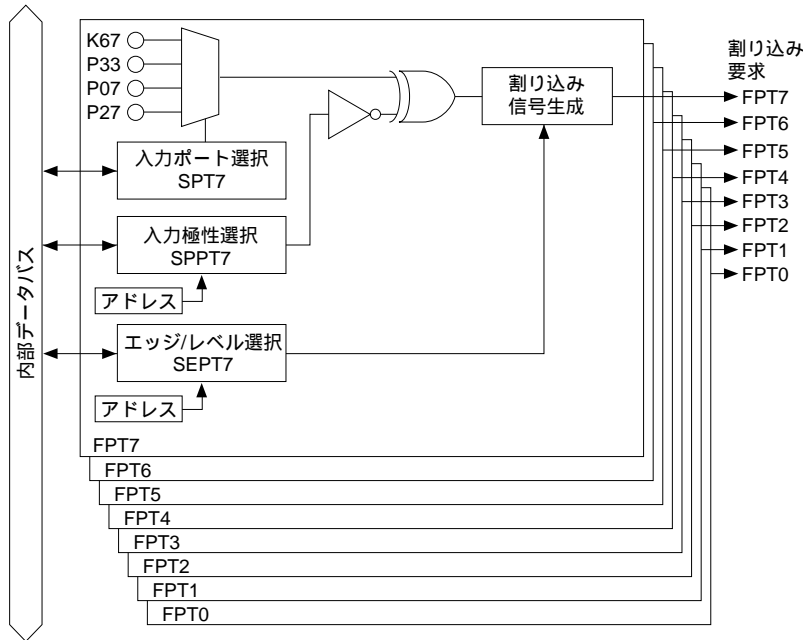 K67
P33
P07
P27
入力ポート選択
SPT7
入力極性選択
SPPT7
アドレス
エッジ/レベル選択
SEPT7
アドレス
割り込み
信号生成
割り込み
要求
FPT7
FPT6
FPT5
FPT4
FPT3
FPT2
FPT1
FPT0
内部データバス
FPT7
FPT6
FPT5
FPT4
FPT3
FPT2
FPT1
FPT0